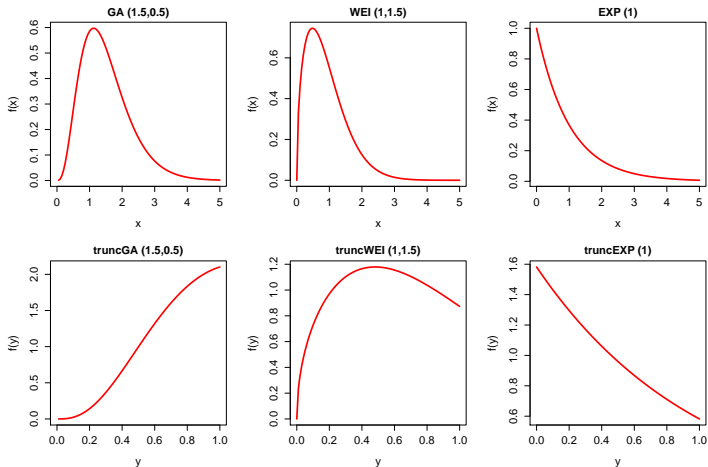 GA (1.5,0.5)
f(x)
0.0 0.1 0.2 0.3 0.4 0.5 0.6
0 1 2 3 4 5
x
WEI (1,1.5)
f(x)
0.0 0.2 0.4 0.6
0 1 2 3 4 5
x
EXP (1)
f(x)
0.0 0.2 0.4 0.6 0.8 1.0
0 1 2 3 4 5
x
truncGA (1.5,0.5)
f(y)
0.0 0.5 1.0 1.5 2.0
0.0 0.2 0.4 0.6 0.8 1.0
y
truncWEI (1,1.5)
f(y)
0.0 0.2 0.4 0.6 0.8 1.0 1.2
0.0 0.2 0.4 0.6 0.8 1.0
y
truncEXP (1)
f(y)
0.6 0.8 1.0 1.2 1.4 1.6
0.0 0.2 0.4 0.6 0.8 1.0
y